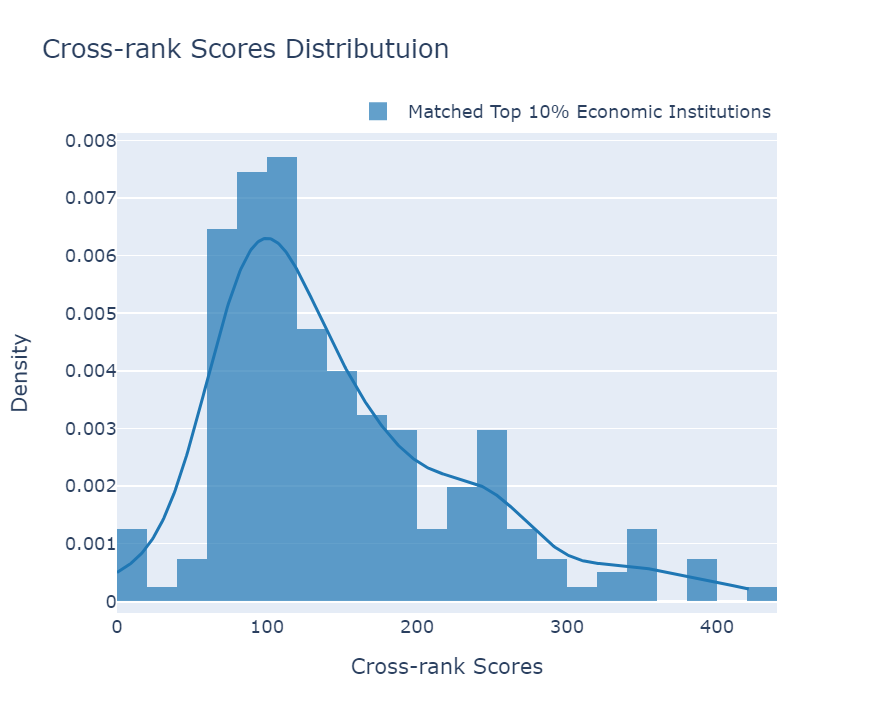 Cross-rank Scores Distributuion
Matched Top 10% Economic Institutions
0.008
0.007
0.006
0.005
0.004
0.003
0.002
0.001
0
Density
0 100 200 300 400
Cross-rank Scores